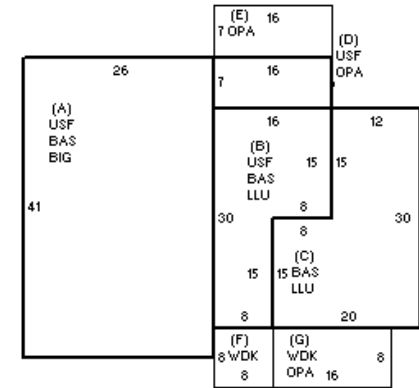 (E) 16
7 OPA
(D)
USF
OPA
26
16
7
(A)
USF
BAS
BIG
16
12
(B)
USF
BAS
LLU
15
15
41
8
8
30
30
(C)
15
15 BAS
LLU
8
20
(F)
8 WDK
8
(G)
WDK
8
OPA 16